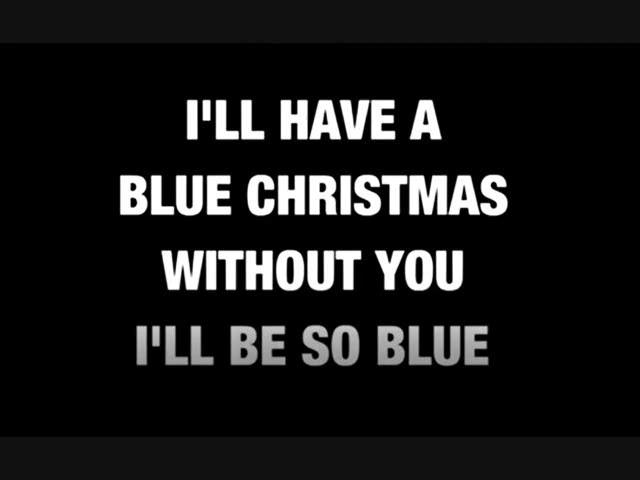 I'LL HAVE A
BLUE CHRISTMAS
WITHOUT YOU
I'LL BE SO BLUE